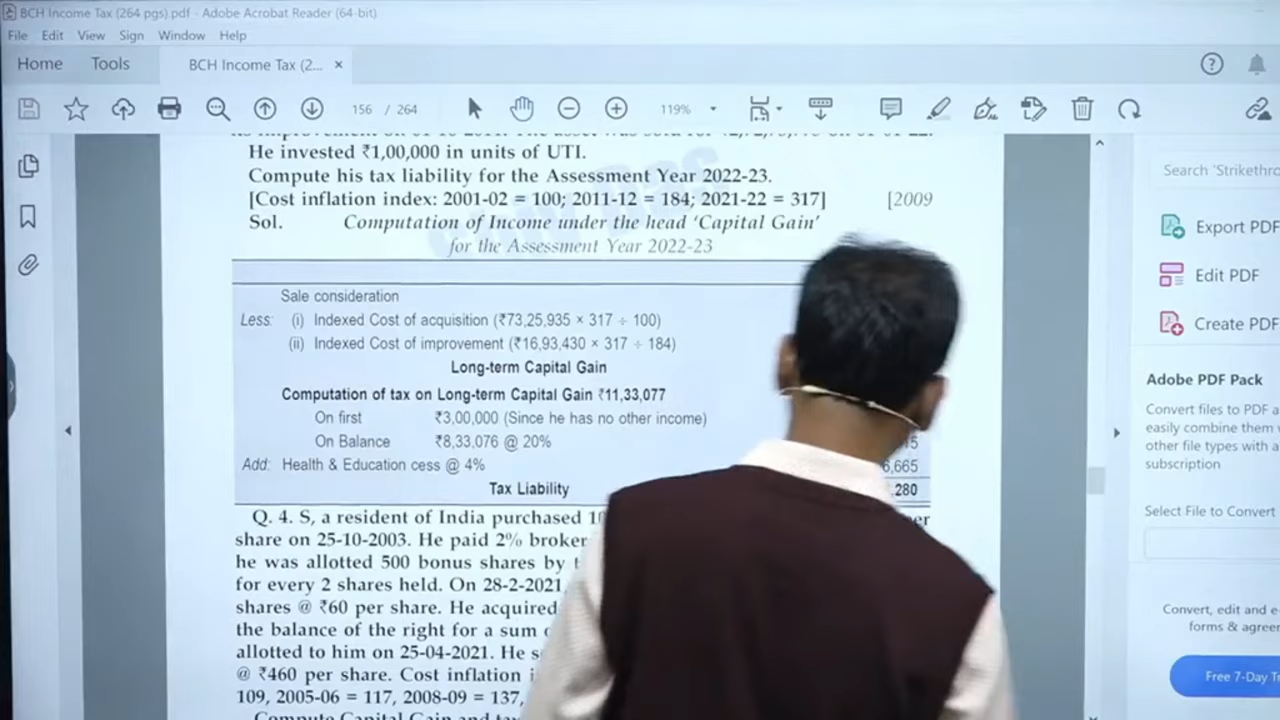 BCH Income Tax (264 pgs).pdf - Adobe Acrobat Reader (64-bit)
File Edit View Sign Window Help
Home Tools BCH Income Tax (2... ×
156 / 264 119%
He invested ₹1,00,000 in units of UTI.
Compute his tax liability for the Assessment Year 2022-23.
[Cost inflation index: 2001-02 = 100; 2011-12 = 184; 2021-22 = 317] [2009
Sol. Computation of Income under the head ‘Capital Gain’
for the Assessment Year 2022-23
Sale consideration
Less: (i) Indexed Cost of acquisition (₹73,25,935 × 317 ÷ 100)
(ii) Indexed Cost of improvement (₹16,93,430 × 317 ÷ 184)
Long-term Capital Gain
Computation of tax on Long-term Capital Gain ₹11,33,077
On first ₹3,00,000 (Since he has no other income)
On Balance ₹8,33,076 @ 20%
Add: Health & Education cess @ 4% 6,665
Tax Liability ,280
Q. 4. S, a resident of India purchased
share on 25-10-2003. He paid 2% broker
he was allotted 500 bonus shares by
for every 2 shares held. On 28-2-2021
shares @ ₹60 per share. He acquired
the balance of the right for a sum
allotted to him on 25-04-2021. He
@ ₹460 per share. Cost inflation
109, 2005-06 = 117, 2008-09 = 137,
Compute Capital Gain and
Search 'Strikethro
Export PDF
Edit PDF
Create PDF
Adobe PDF Pack
Convert files to PDF a
easily combine them
other file types with a
subscription
Select File to Convert
Convert, edit and e-
forms & agree
Free 7-Day Tr